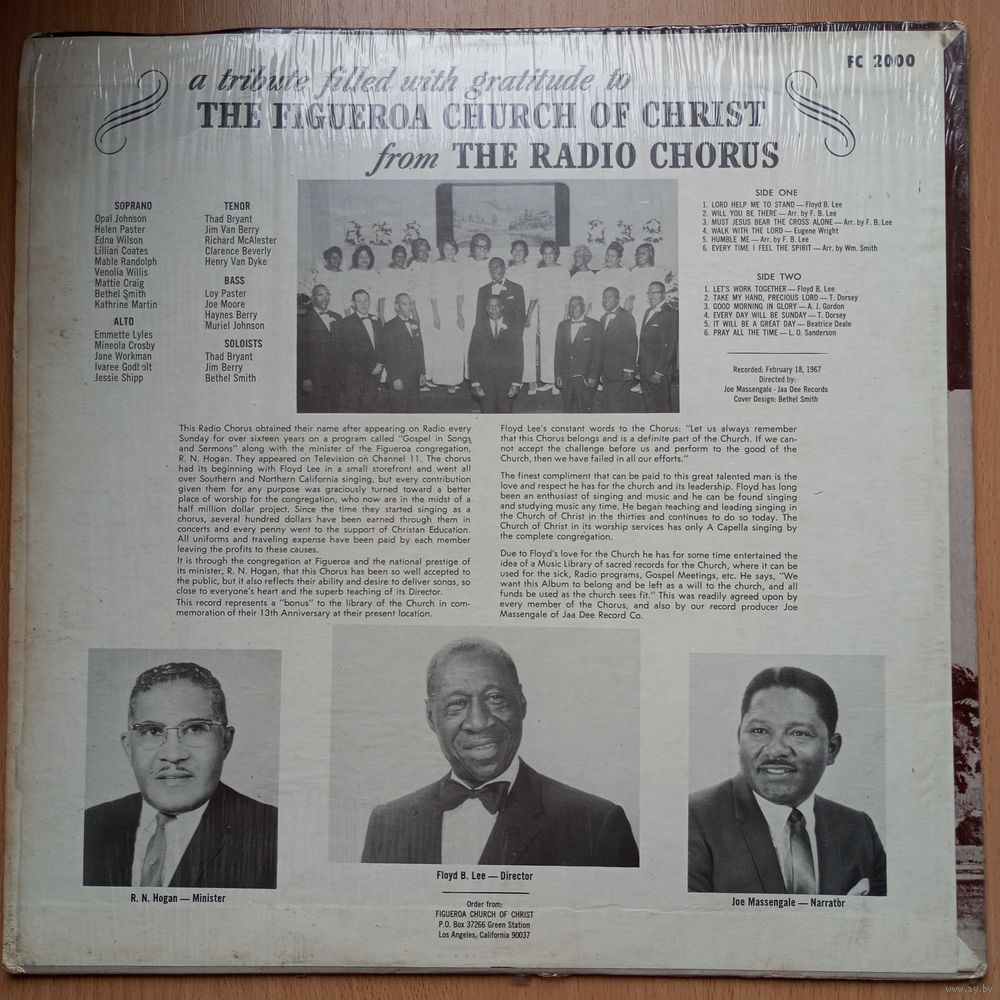 FC 2000
a tribute filled with gratitude to
THE FIGUEROA CHURCH OF CHRIST
from THE RADIO CHORUS
SOPRANO
Opal Johnson
Helen Paster
Edna Wilson
Lillian Coates
Mable Randolph
Venolia Willis
Mattie Craig
Bethel Smith
Kathrine Martin
ALTO
Emmette Lyles
Mineola Crosby
Jane Workman
Ivaree Godbolt
Jessie Shipp
TENOR
Thad Bryant
Jim Van Berry
Richard McAlester
Clarence Beverly
Henry Van Dyke
BASS
Loy Paster
Joe Moore
Haynes Berry
Muriel Johnson
SOLOISTS
Thad Bryant
Jim Berry
Bethel Smith
SIDE ONE
1. LORD HELP ME TO STAND — Floyd B. Lee
2. WILL YOU BE THERE — Arr. by F. B. Lee
3. MUST JESUS BEAR THE CROSS ALONE — Arr. by F. B. Lee
4. WALK WITH THE LORD — Eugene Wright
5. HUMBLE ME — Arr. by F. B. Lee
6. EVERY TIME I FEEL THE SPIRIT — Arr. by Wm. Smith
SIDE TWO
1. LET'S WORK TOGETHER — Floyd B. Lee
2. TAKE MY HAND, PRECIOUS LORD — T. Dorsey
3. GOOD MORNING IN GLORY — A. J. Gordon
4. EVERY DAY WILL BE SUNDAY — T. Dorsey
5. IT WILL BE A GREAT DAY — Beatrice Deale
6. PRAY ALL THE TIME — L. O. Sanderson
Recorded: February 18, 1967
Directed by:
Joe Massengale - Jaa Dee Records
Cover Design: Bethel Smith
This Radio Chorus obtained their name after appearing on Radio every
Sunday for over sixteen years on a program called "Gospel in Songs
and Sermons" along with the minister of the Figueroa congregation,
R. N. Hogan. They appeared on Television on Channel 11. The chorus
had its beginning with Floyd Lee in a small storefront and went all
over Southern and Northern California singing, but every contribution
given them for any purpose was graciously turned toward a better
place of worship for the congregation, who now are in the midst of a
half million dollar project. Since the time they started singing as a
chorus, several hundred dollars have been earned through them in
concerts and every penny went to the support of Christan Education.
All uniforms and traveling expense have been paid by each member
leaving the profits to these causes.
It is through the congregation at Figueroa and the national prestige of
its minister, R. N. Hogan, that this Chorus has been so well accepted to
the public, but it also reflects their ability and desire to deliver songs, so
close to everyone's heart and the superb teaching of its Director.
This record represents a "bonus" to the library of the Church in com-
memoration of their 13th Anniversary at their present location.
Floyd Lee's constant words to the Chorus: "Let us always remember
that this Chorus belongs and is a definite part of the Church. If we can-
not accept the challenge before us and perform to the good of the
Church, then we have failed in all our efforts."
The finest compliment that can be paid to this great talented man is the
love and respect he has for the church and its leadership. Floyd has long
been an enthusiast of singing and music and he can be found singing
and studying music any time. He began teaching and leading singing in
the Church of Christ in the thirties and continues to do so today. The
Church of Christ in its worship services has only A Capella singing by
the complete congregation.
Due to Floyd's love for the Church he has for some time entertained the
idea of a Music Library of sacred records for the Church, where it can be
used for the sick, Radio programs, Gospel Meetings, etc. He says, "We
want this Album to belong and be left as a will to the church, and all
funds be used as the church sees fit." This was readily agreed upon by
every member of the Chorus, and also by our record producer Joe
Massengale of Jaa Dee Record Co.
R. N. Hogan — Minister
Floyd B. Lee — Director
Joe Massengale — Narrator
Order from:
FIGUEROA CHURCH OF CHRIST
P.O. Box 37266 Green Station
Los Angeles, California 90037
www.ay.by